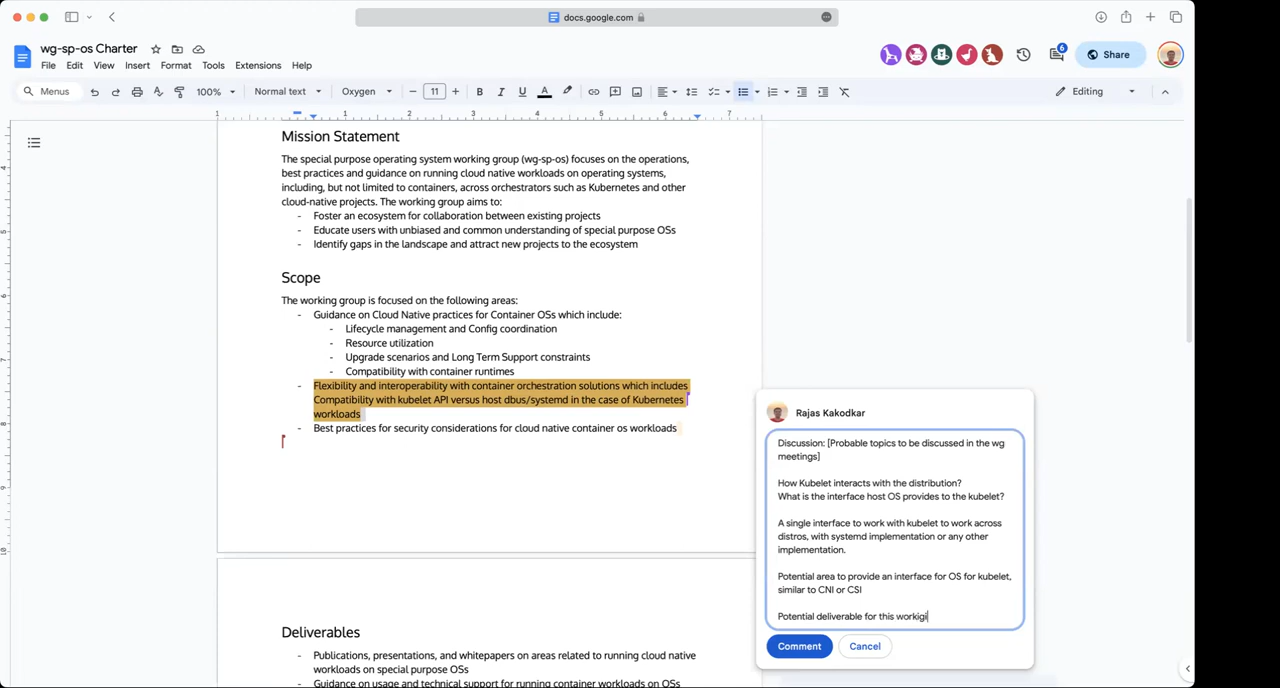 docs.google.com
wg-sp-os Charter
File Edit View Insert Format Tools Extensions Help
6
Share
Menus
100%
Normal text
Oxygen
11
B I U A
Editing
1 1 2 3 4 5 6 7
Mission Statement
The special purpose operating system working group (wg-sp-os) focuses on the operations,
best practices and guidance on running cloud native workloads on operating systems,
including, but not limited to containers, across orchestrators such as Kubernetes and other
cloud-native projects. The working group aims to:
- Foster an ecosystem for collaboration between existing projects
- Educate users with unbiased and common understanding of special purpose OSs
- Identify gaps in the landscape and attract new projects to the ecosystem
Scope
The working group is focused on the following areas:
- Guidance on Cloud Native practices for Container OSs which include:
- Lifecycle management and Config coordination
- Resource utilization
- Upgrade scenarios and Long Term Support constraints
- Compatibility with container runtimes
- Flexibility and interoperability with container orchestration solutions which includes
Compatibility with kubelet API versus host dbus/systemd in the case of Kubernetes
workloads
- Best practices for security considerations for cloud native container os workloads
Rajas Kakodkar
Discussion: [Probable topics to be discussed in the wg
meetings]
How Kubelet interacts with the distribution?
What is the interface host OS provides to the kubelet?
A single interface to work with kubelet to work across
distros, with systemd implementation or any other
implementation.
Potential area to provide an interface for OS for kubelet,
similar to CNI or CSI
Potential deliverable for this workigi
Comment
Cancel
Deliverables
- Publications, presentations, and whitepapers on areas related to running cloud native
workloads on special purpose OSs
- Guidance on usage and technical support for running container workloads on OSs